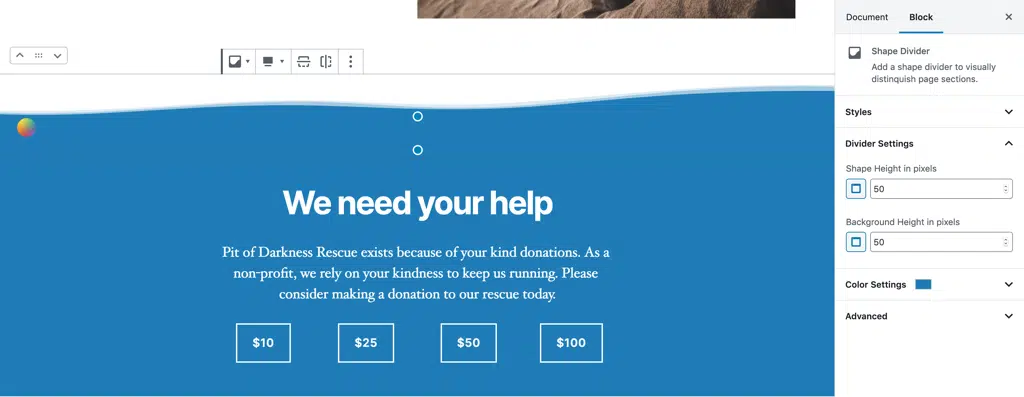 Document
Block
Shape Divider
Add a shape divider to visually
distinquish page sections.
Styles
Divider Settings
Shape Height in pixels
50
Background Height in pixels
50
Color Settings
Advanced
We need your help
Pit of Darkness Rescue exists because of your kind donations. As a
non-profit, we rely on your kindness to keep us running. Please
consider making a donation to our rescue today.
$10
$25
$50
$100